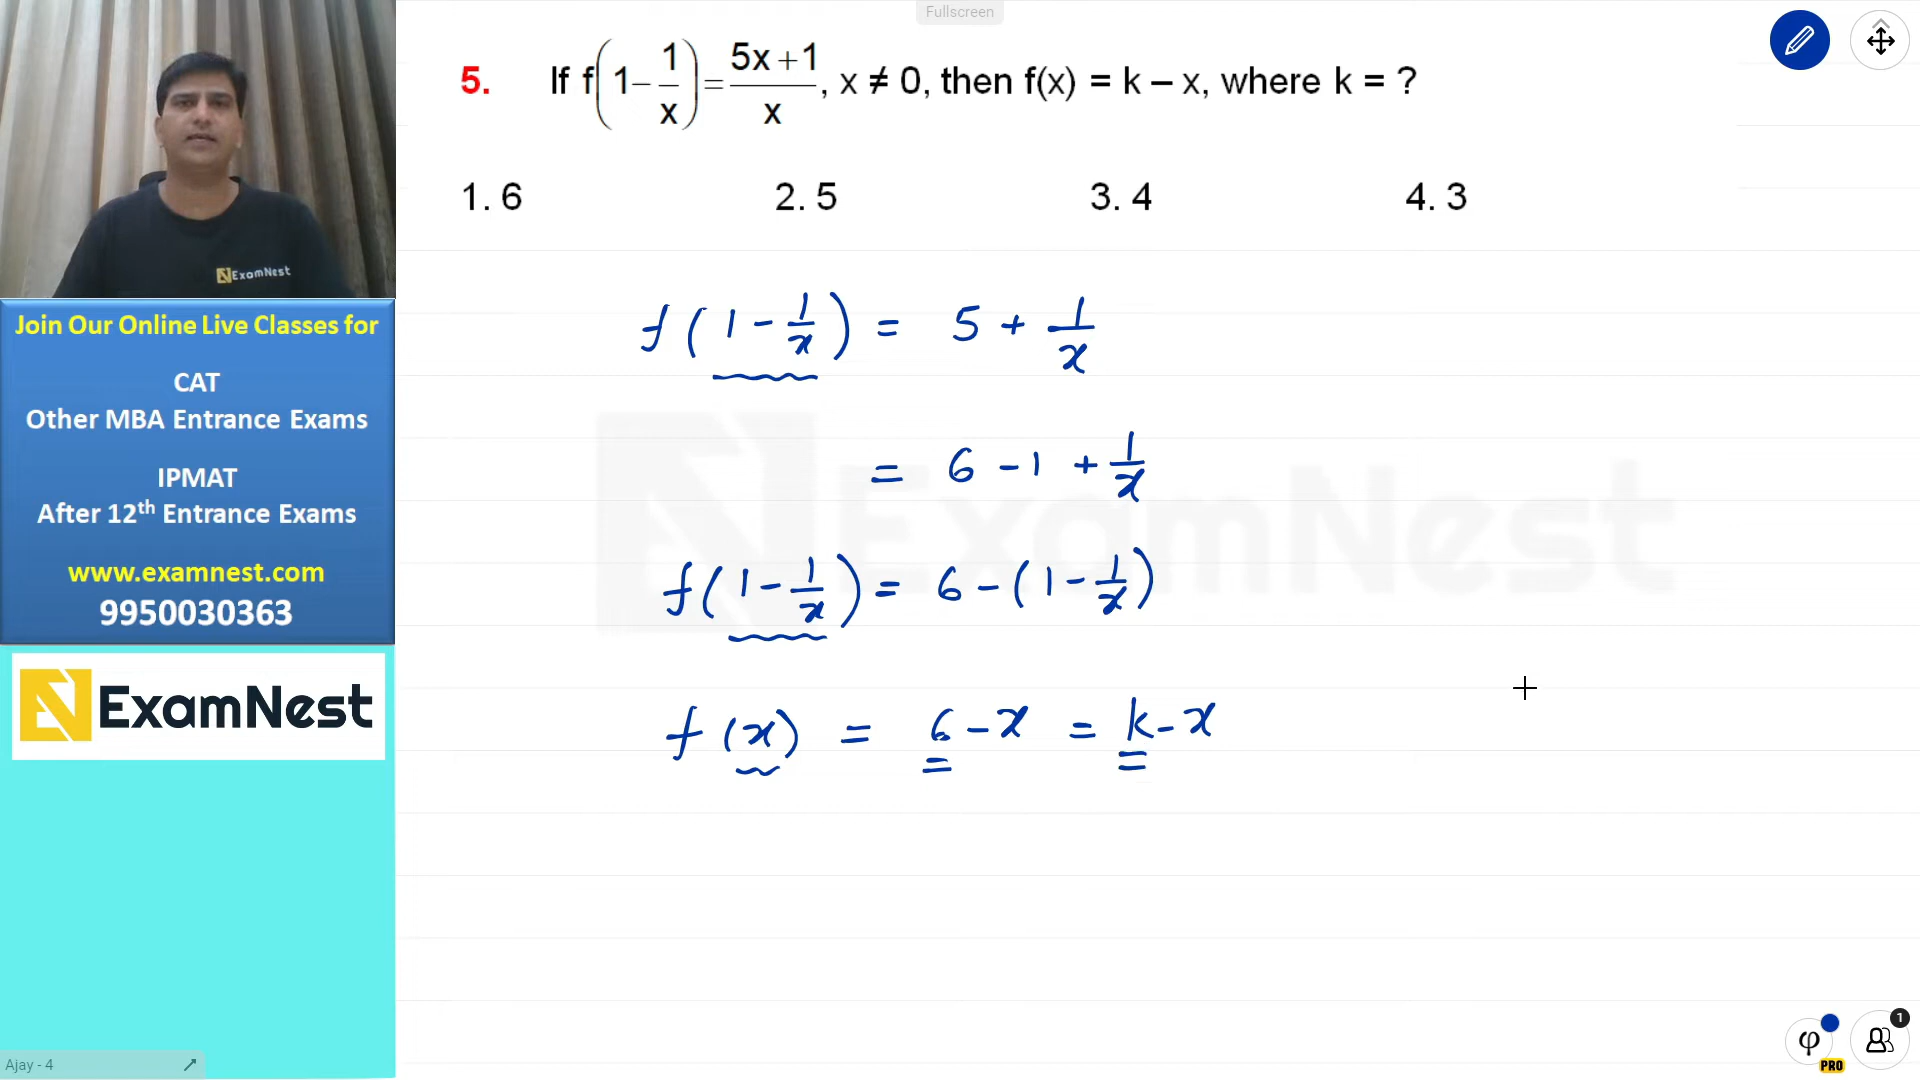 Fullscreen
5. If f(1 – 1/x) = (5x + 1)/x, x ≠ 0, then f(x) = k – x, where k = ?
1. 6 2. 5 3. 4 4. 3
ExamNest
Join Our Online Live Classes for
CAT
Other MBA Entrance Exams
IPMAT
After 12th Entrance Exams
www.examnest.com
9950030363
ExamNest
Ajay - 4
f(1 - 1/x) = 5 + 1/x
= 6 - 1 + 1/x
f(1 - 1/x) = 6 - (1 - 1/x)
f(x) = 6 - x = k - x
ExamNest
1
φ
PRO